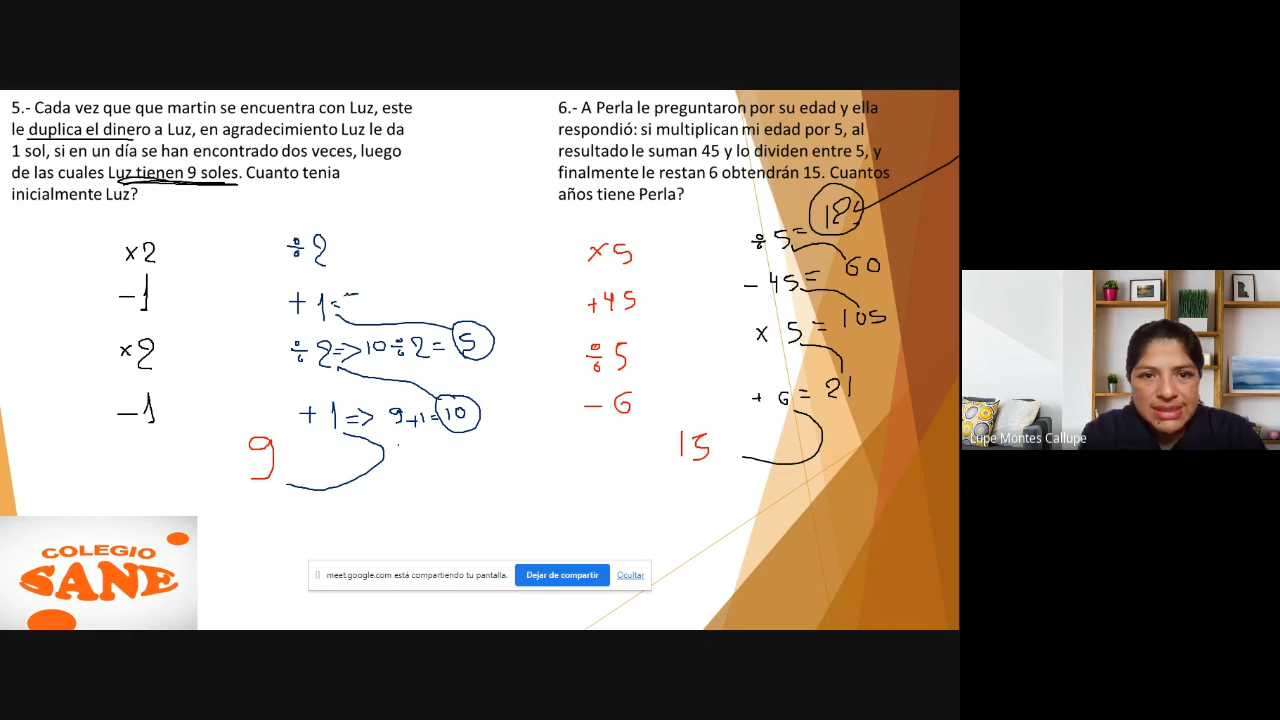 5.- Cada vez que que martin se encuentra con Luz, este
le duplica el dinero a Luz, en agradecimiento Luz le da
1 sol, si en un día se han encontrado dos veces, luego
de las cuales Luz tienen 9 soles. Cuanto tenia
inicialmente Luz?
×2
÷2
-1
+1=
×2
÷2=>10÷2=5
-1
+1=>9+1=10
9
6.- A Perla le preguntaron por su edad y ella
respondió: si multiplican mi edad por 5, al
resultado le suman 45 y lo dividen entre 5, y
finalmente le restan 6 obtendrán 15. Cuantos
años tiene Perla?
×5
÷5=12
+45
-45=60
÷5
×5=105
-6
+6=21
15
COLEGIO
SANE
meet.google.com está compartiendo tu pantalla. Dejar de compartir Ocultar
Lupe Montes Callupe